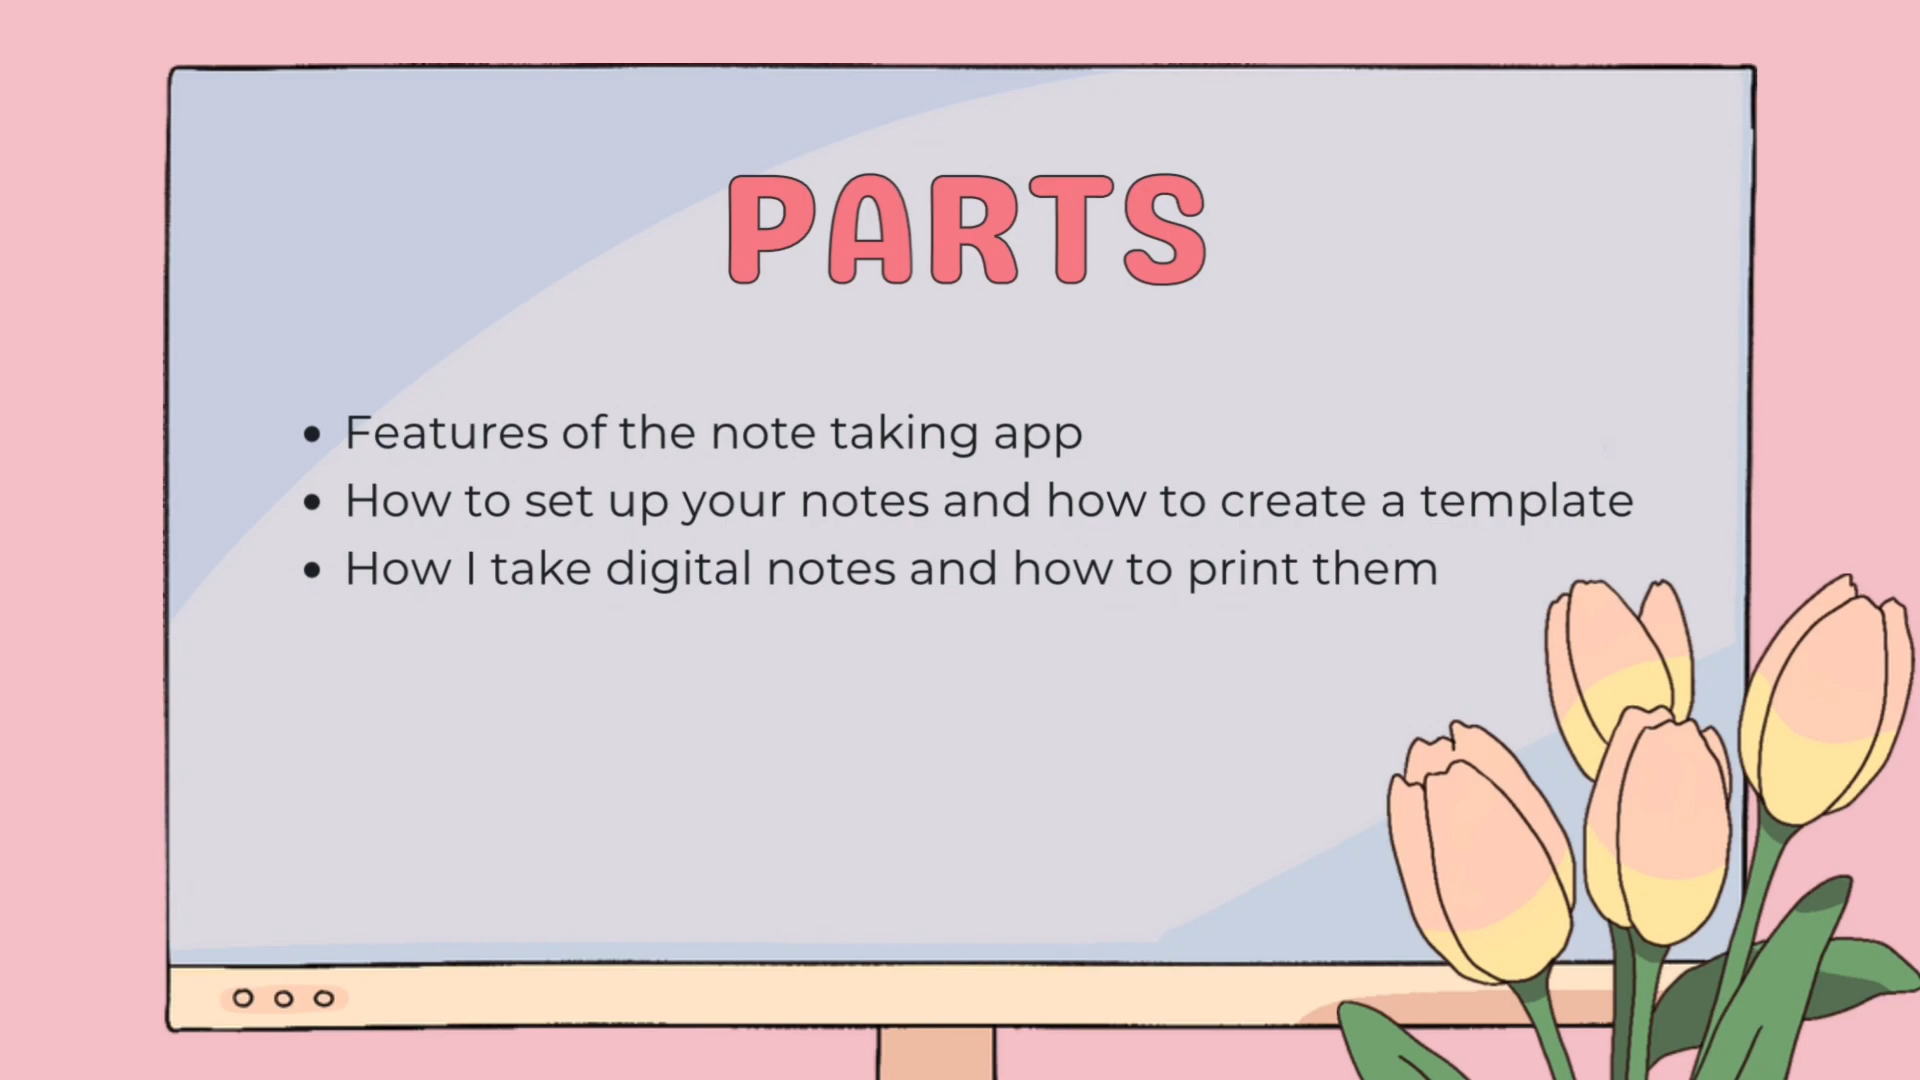 PARTS
• Features of the note taking app
• How to set up your notes and how to create a template
• How I take digital notes and how to print them